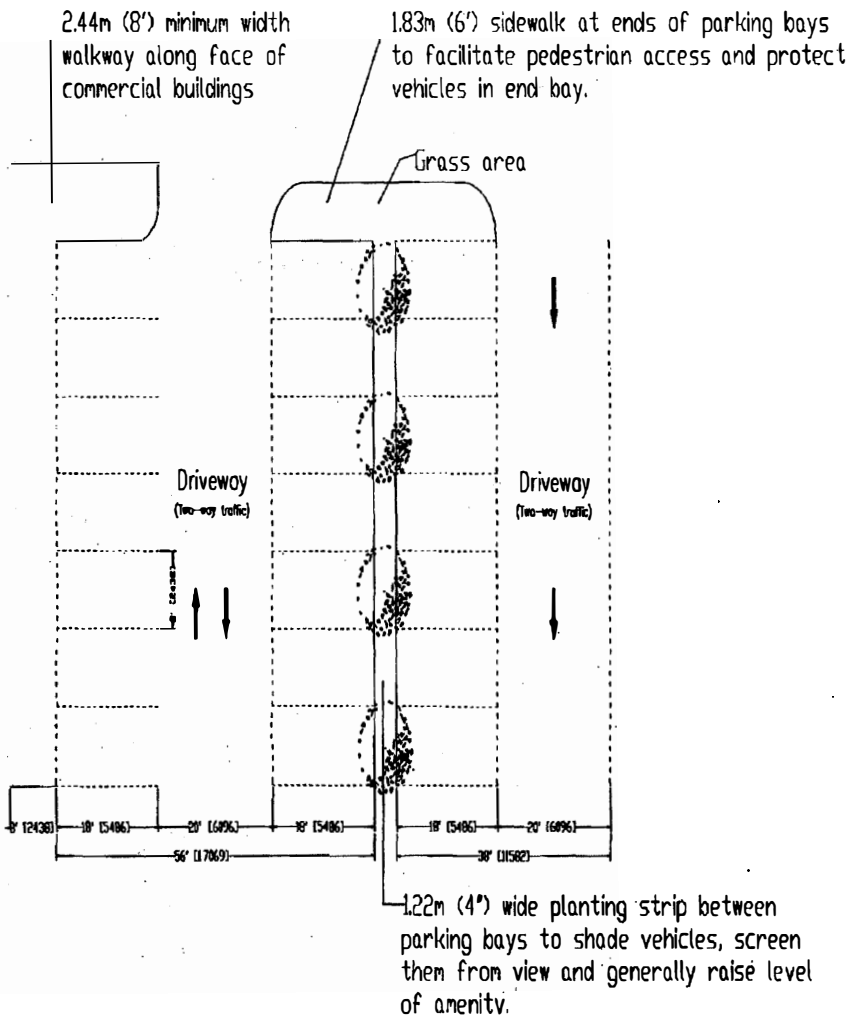 2.44m (8') minimum width
walkway along face of
commercial buildings
1.83m (6') sidewalk at ends of parking bays
to facilitate pedestrian access and protect
vehicles in end bay.
Grass area
Driveway
(Two-way traffic)
Driveway
(Two-way traffic)
8' [2438]
18' [5486]
20' [6096]
18' [5486]
18' [5486]
20' [6096]
56' [17069]
38' [11582]
1.22m (4") wide planting strip between
parking bays to shade vehicles, screen
them from view and generally raise level
of amenity.